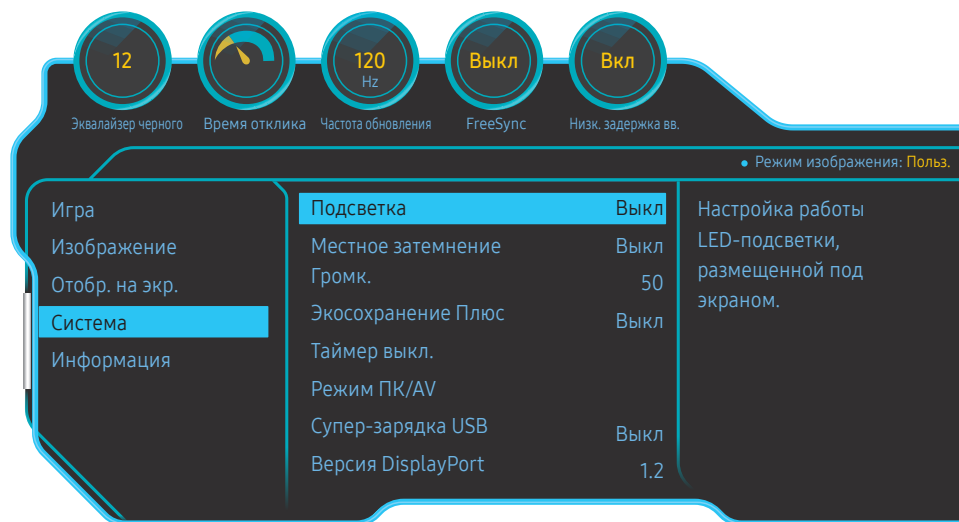 12
120
Hz
Выкл
Вкл
Эквалайзер черного
Время отклика
Частота обновления
FreeSync
Низк. задержка вв.
• Режим изображения: Польз.
Игра
Изображение
Отобр. на экр.
Система
Информация
Подсветка Выкл
Местное затемнение Выкл
Громк. 50
Экосохранение Плюс Выкл
Таймер выкл.
Режим ПК/AV
Супер-зарядка USB Выкл
Версия DisplayPort 1.2
Настройка работы
LED-подсветки,
размещенной под
экраном.